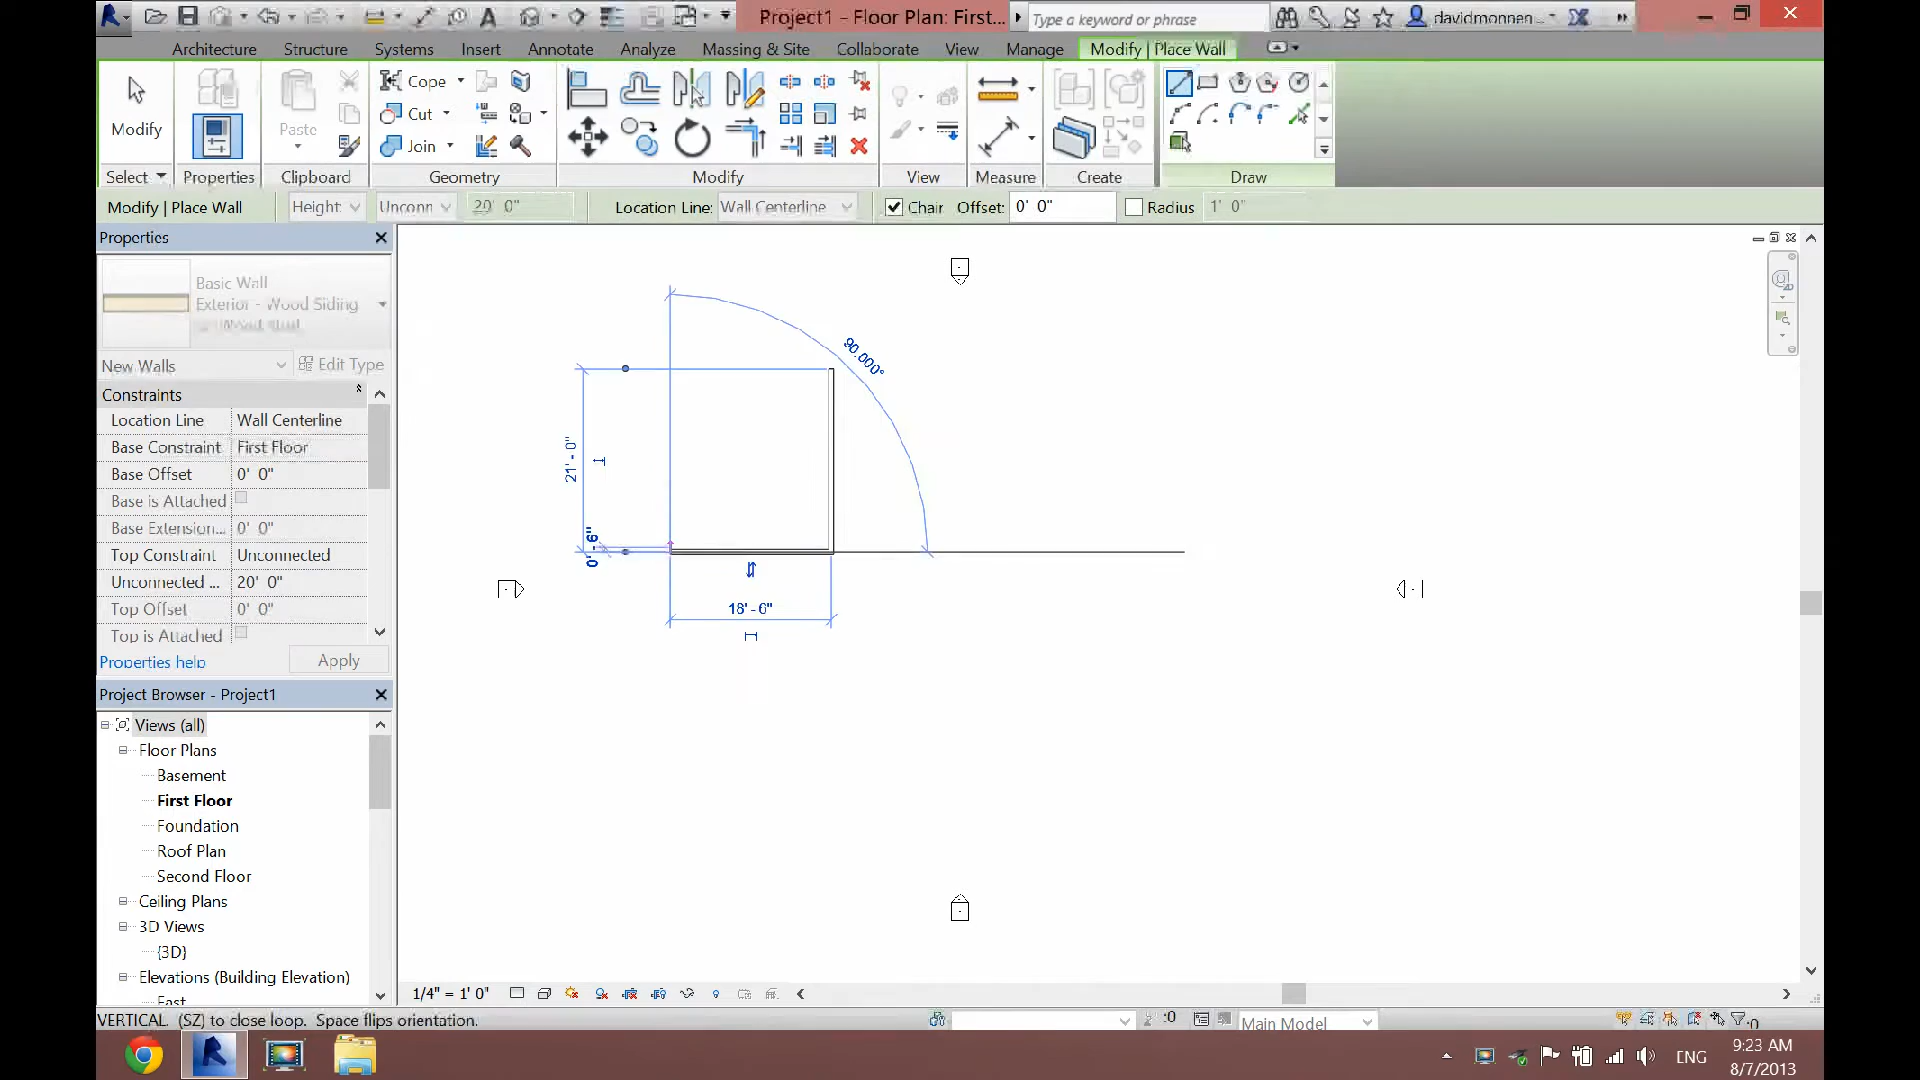 Project1 - Floor Plan: First...
Type a keyword or phrase
davidmonnen...
Architecture
Structure
Systems
Insert
Annotate
Analyze
Massing & Site
Collaborate
View
Manage
Modify | Place Wall
Modify
Paste
Cope
Cut
Join
Select
Properties
Clipboard
Geometry
Modify
View
Measure
Create
Draw
Modify | Place Wall
Height:
Unconn
20' 0"
Location Line:
Wall Centerline
Chain
Offset:
0' 0"
Radius
1' 0"
Properties
Basic Wall
Exterior - Wood Siding
on Wood Stud
New Walls
Edit Type
Constraints
Location Line
Wall Centerline
Base Constraint
First Floor
Base Offset
0' 0"
Base is Attached
Base Extension...
0' 0"
Top Constraint
Unconnected
Unconnected ...
20' 0"
Top Offset
0' 0"
Top is Attached
Properties help
Apply
Project Browser - Project1
Views (all)
Floor Plans
Basement
First Floor
Foundation
Roof Plan
Second Floor
Ceiling Plans
3D Views
{3D}
Elevations (Building Elevation)
East
90.000°
21' - 0"
0' - 6"
18' - 6"
1/4" = 1' 0"
VERTICAL. (SZ) to close loop. Space flips orientation.
:0
Main Model
:0
ENG
9:23 AM
8/7/2013